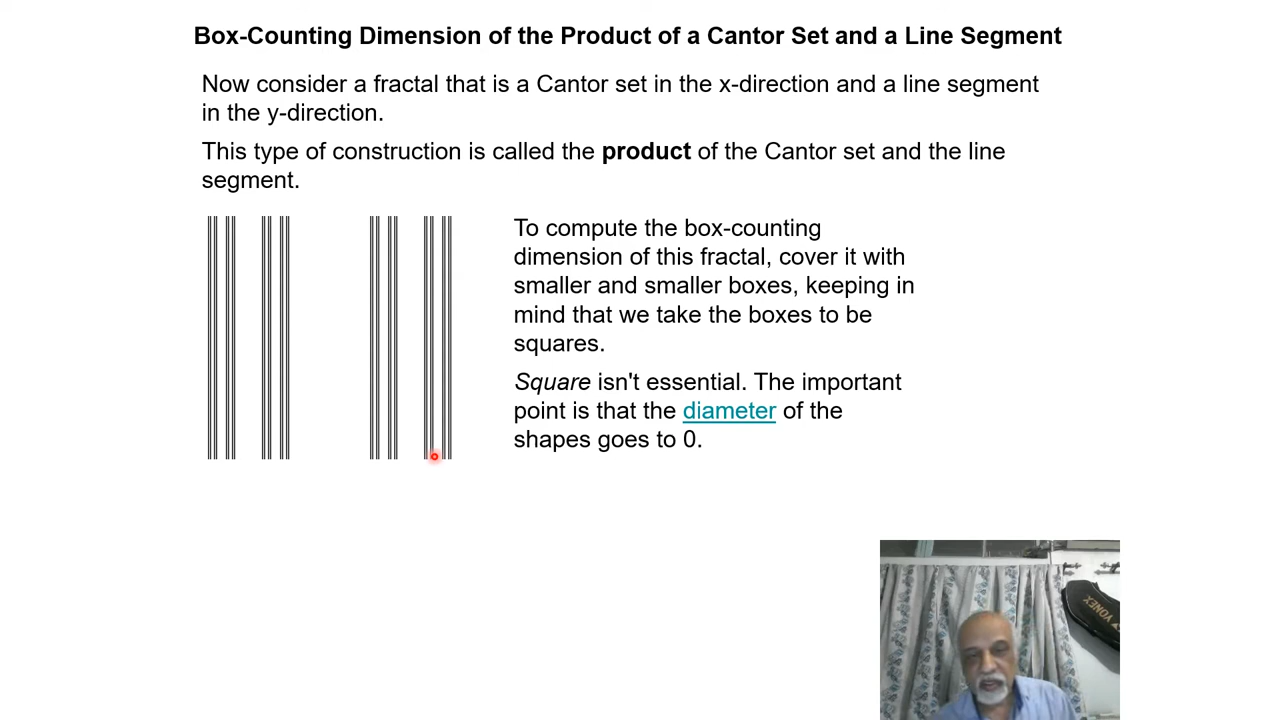 Box-Counting Dimension of the Product of a Cantor Set and a Line Segment
Now consider a fractal that is a Cantor set in the x-direction and a line segment
in the y-direction.
This type of construction is called the product of the Cantor set and the line
segment.
To compute the box-counting
dimension of this fractal, cover it with
smaller and smaller boxes, keeping in
mind that we take the boxes to be
squares.
Square isn't essential. The important
point is that the diameter of the
shapes goes to 0.
YONEX